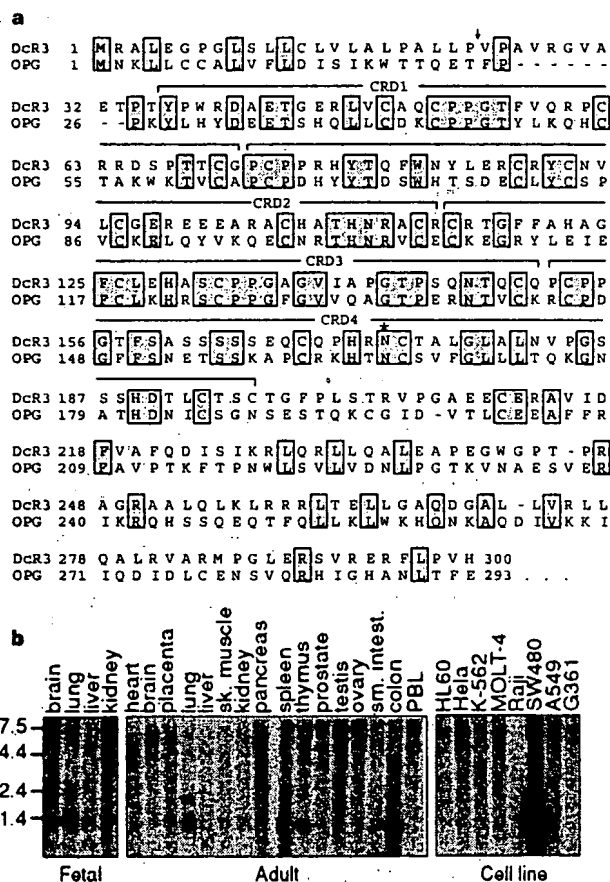 a
DcR3 1 M R A L E G P G L S L L C L V L A L P A L L P V P A V R G V A
OPG 1 M N K L L C C A L V F L D I S I K W T T Q E T F P - - - - - -
CRD1
DcR3 32 E T P T Y P W R D A E T G E R L V C A Q C P P G T F V Q R P C
OPG 26 - - P K Y L H Y D E E T S H Q L L C D K C P P G T Y L K Q H C
DcR3 63 R R D S P T T C G P C P P R H Y T Q F W N Y L E R C R Y C N V
OPG 55 T A K W K T V C A P C P D H Y Y T D S W H T S D E C L Y C S P
CRD2
DcR3 94 L C G E R E E E A R A C H A T H N R A C R C R T G F F A H A G
OPG 86 V C K R L Q Y V K Q E C N R T H N R V C E C K E G R Y L E I E
CRD3
DcR3 125 F C L E H A S C P P G A G V I A P G T P S Q N T Q C Q P C P P
OPG 117 F C L K H R S C P P G F G V V Q A G T P E R N T V C K R C P D
CRD4
DcR3 156 G T F S A S S S S S E Q C Q P H R N C T A L G L A L N V P G S
OPG 148 G F F S N E T S S K A P C R K H T N C S V F G L L L T Q K G N
DcR3 187 S S H D T L C T S C T G F P L S T R V P G A E E C E R A V I D
OPG 179 A T H D N I C S G N S E S T Q K C G I D - V T L C E E A F F R
DcR3 218 F V A F Q D I S I K R L Q R L L Q A L E A P E G W G P T - P R
OPG 209 F A V P T K F T P N W L S V L V D N L P G T K V N A E S V E R
DcR3 248 A G R A A L Q L K L R R R L T E L L G A Q D G A L - L V R L L
OPG 240 I K R Q H S S Q E Q T F Q L L K L W K H Q N K A Q D I V K K I
DcR3 278 Q A L R V A R M P G L E R S V R E R F L P V H 300
OPG 271 I Q D I D L C E N S V Q R H I G H A N L T F E 293 . . .
b
brain lung liver kidney heart brain placenta lung liver sk. muscle kidney pancreas spleen thymus prostate testis ovary sm. intest. colon PBL HL60 Hela K-562 MOLT-4 Raji SW480 A549 G361
7.5
4.4
2.4
1.4
Fetal Adult Cell line